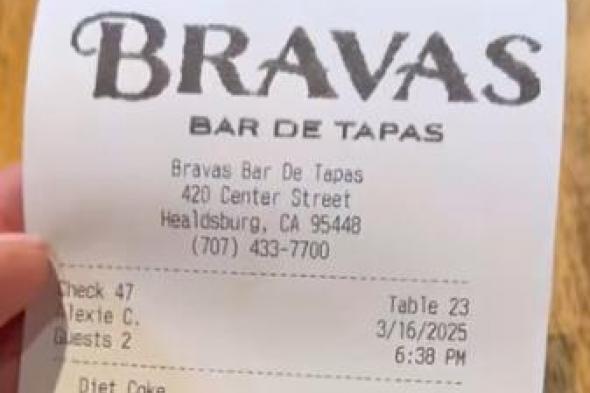 BRAVAS
BAR DE TAPAS
Bravas Bar De Tapas
420 Center Street
Healdsburg, CA 95448
(707) 433-7700
Check 47
Table 23
Alexie C.
3/16/2025
Guests 2
6:38 PM
Diet Coke